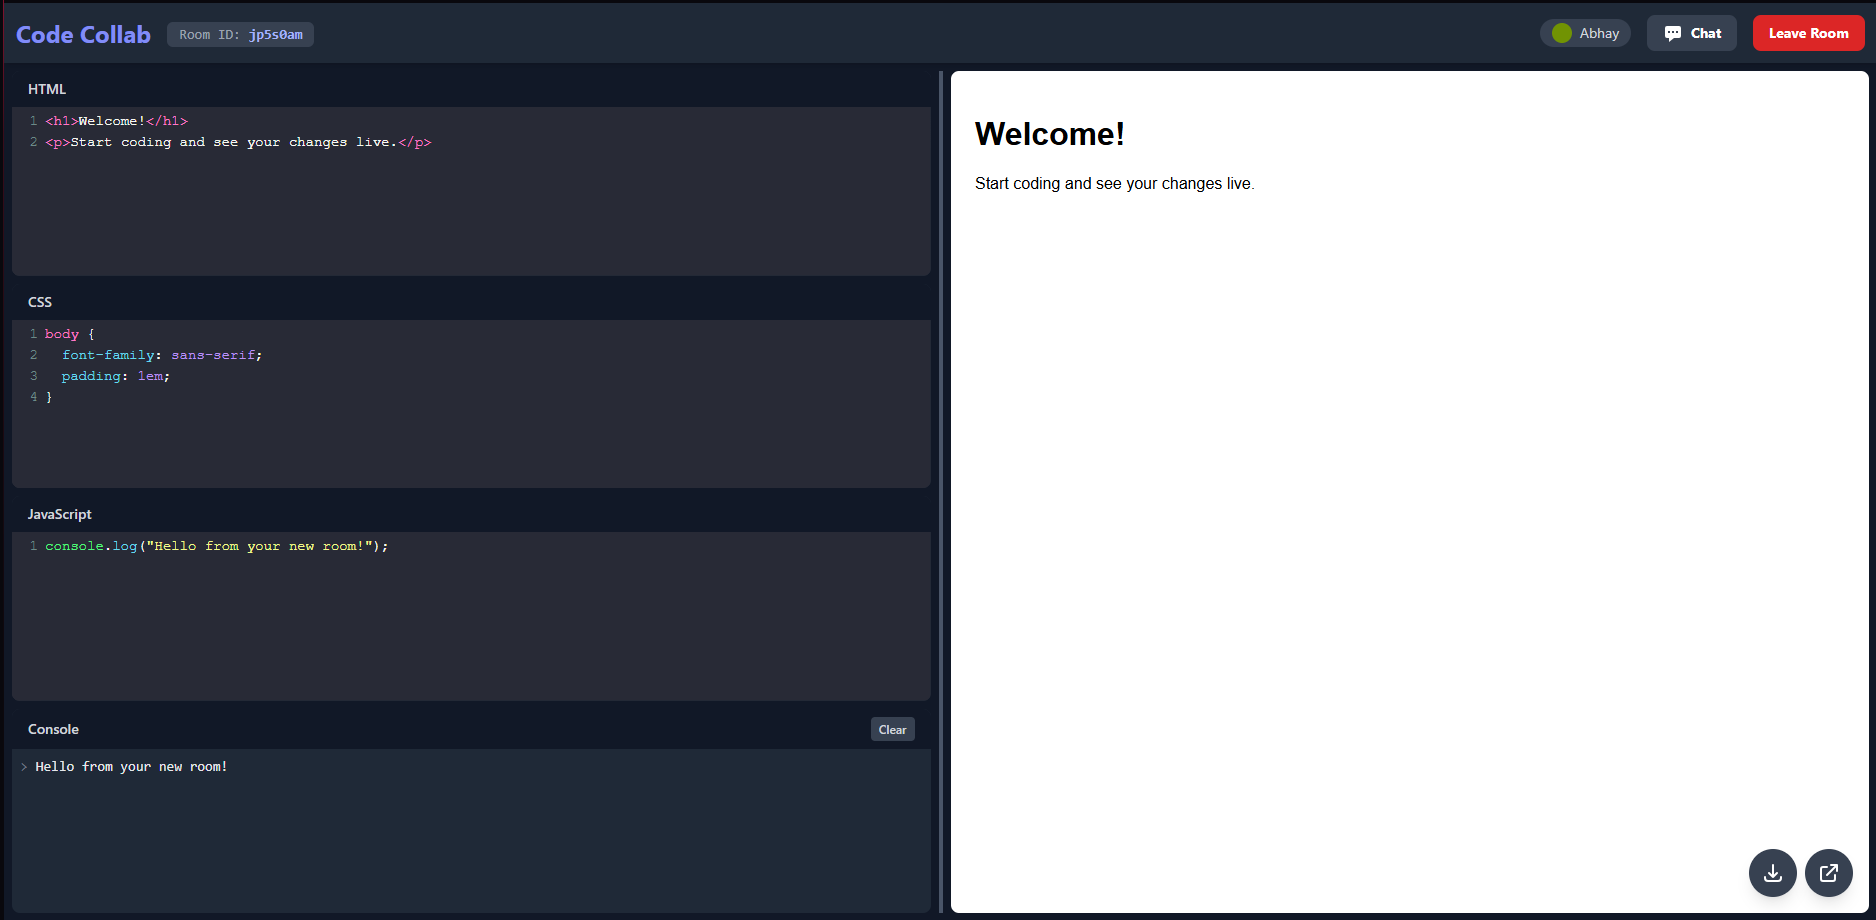 Code Collab
Room ID: jp5s0am
Abhay
Chat
Leave Room
HTML
1 <h1>Welcome!</h1>
2 <p>Start coding and see your changes live.</p>
CSS
1 body {
2   font-family: sans-serif;
3   padding: 1em;
4 }
JavaScript
1 console.log("Hello from your new room!");
Console
Clear
> Hello from your new room!
Welcome!
Start coding and see your changes live.